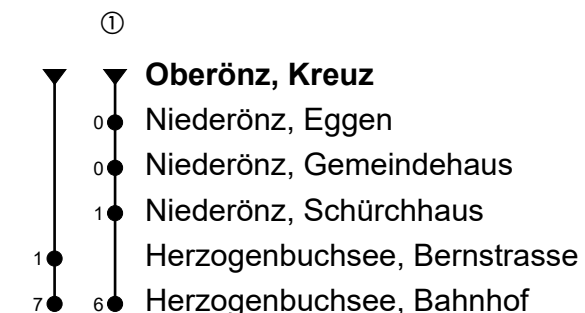 ①
Oberönz, Kreuz
0 Niederönz, Eggen
0 Niederönz, Gemeindehaus
1 Niederönz, Schürchhaus
1 Herzogenbuchsee, Bernstrasse
7 6 Herzogenbuchsee, Bahnhof